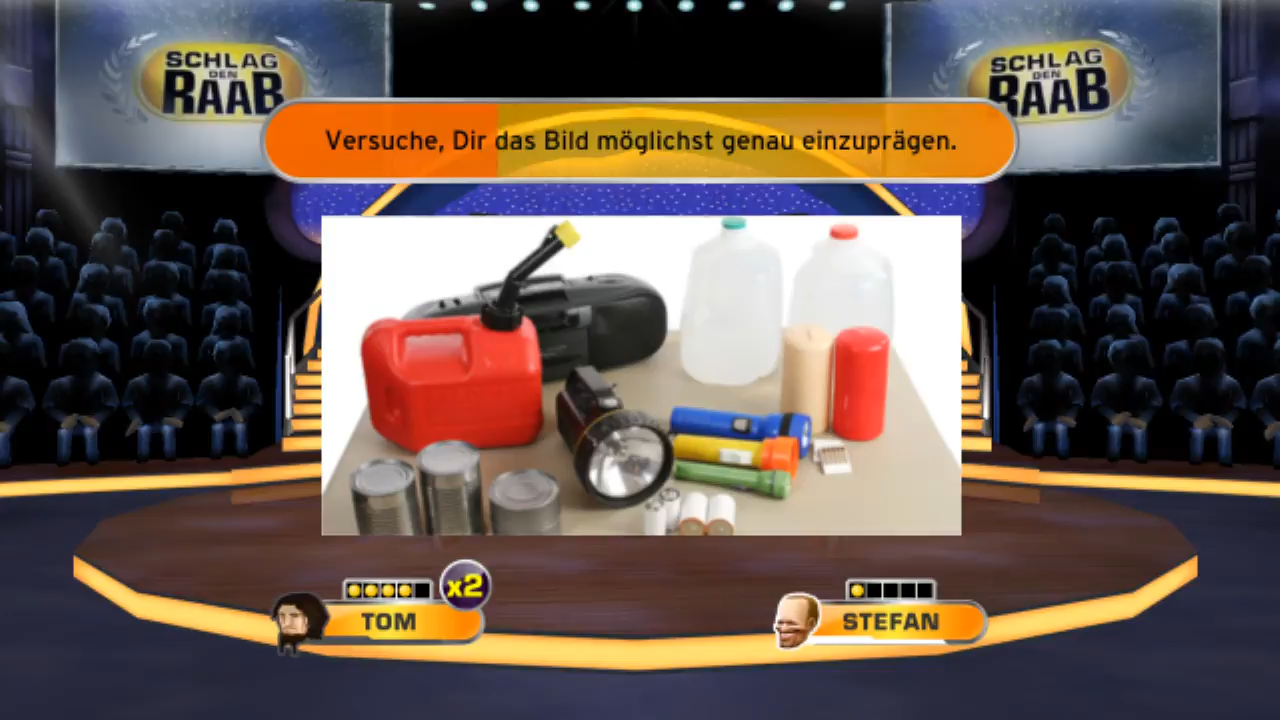 SCHLAG
DEN
RAAB
SCHLAG
DEN
RAAB
Versuche, Dir das Bild möglichst genau einzuprägen.
x2
TOM
STEFAN